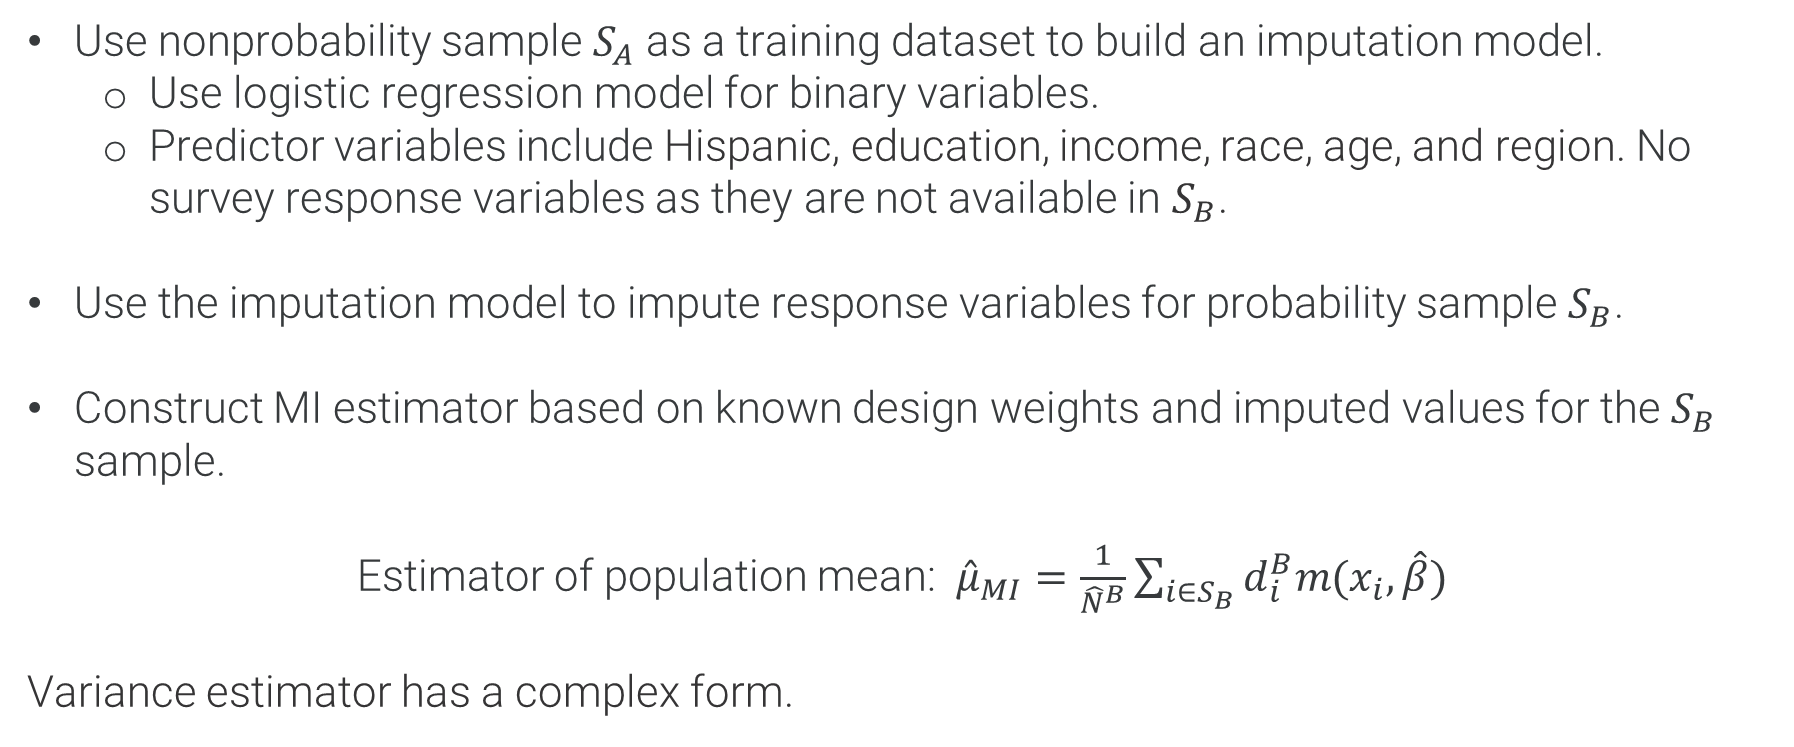 • Use nonprobability sample S_A as a training dataset to build an imputation model.
o Use logistic regression model for binary variables.
o Predictor variables include Hispanic, education, income, race, age, and region. No
survey response variables as they are not available in S_B.
• Use the imputation model to impute response variables for probability sample S_B.
• Construct MI estimator based on known design weights and imputed values for the S_B
sample.
Estimator of population mean: μ̂_MI = 1/N̂^B ∑_{i∈S_B} d_i^B m(x_i, β̂)
Variance estimator has a complex form.